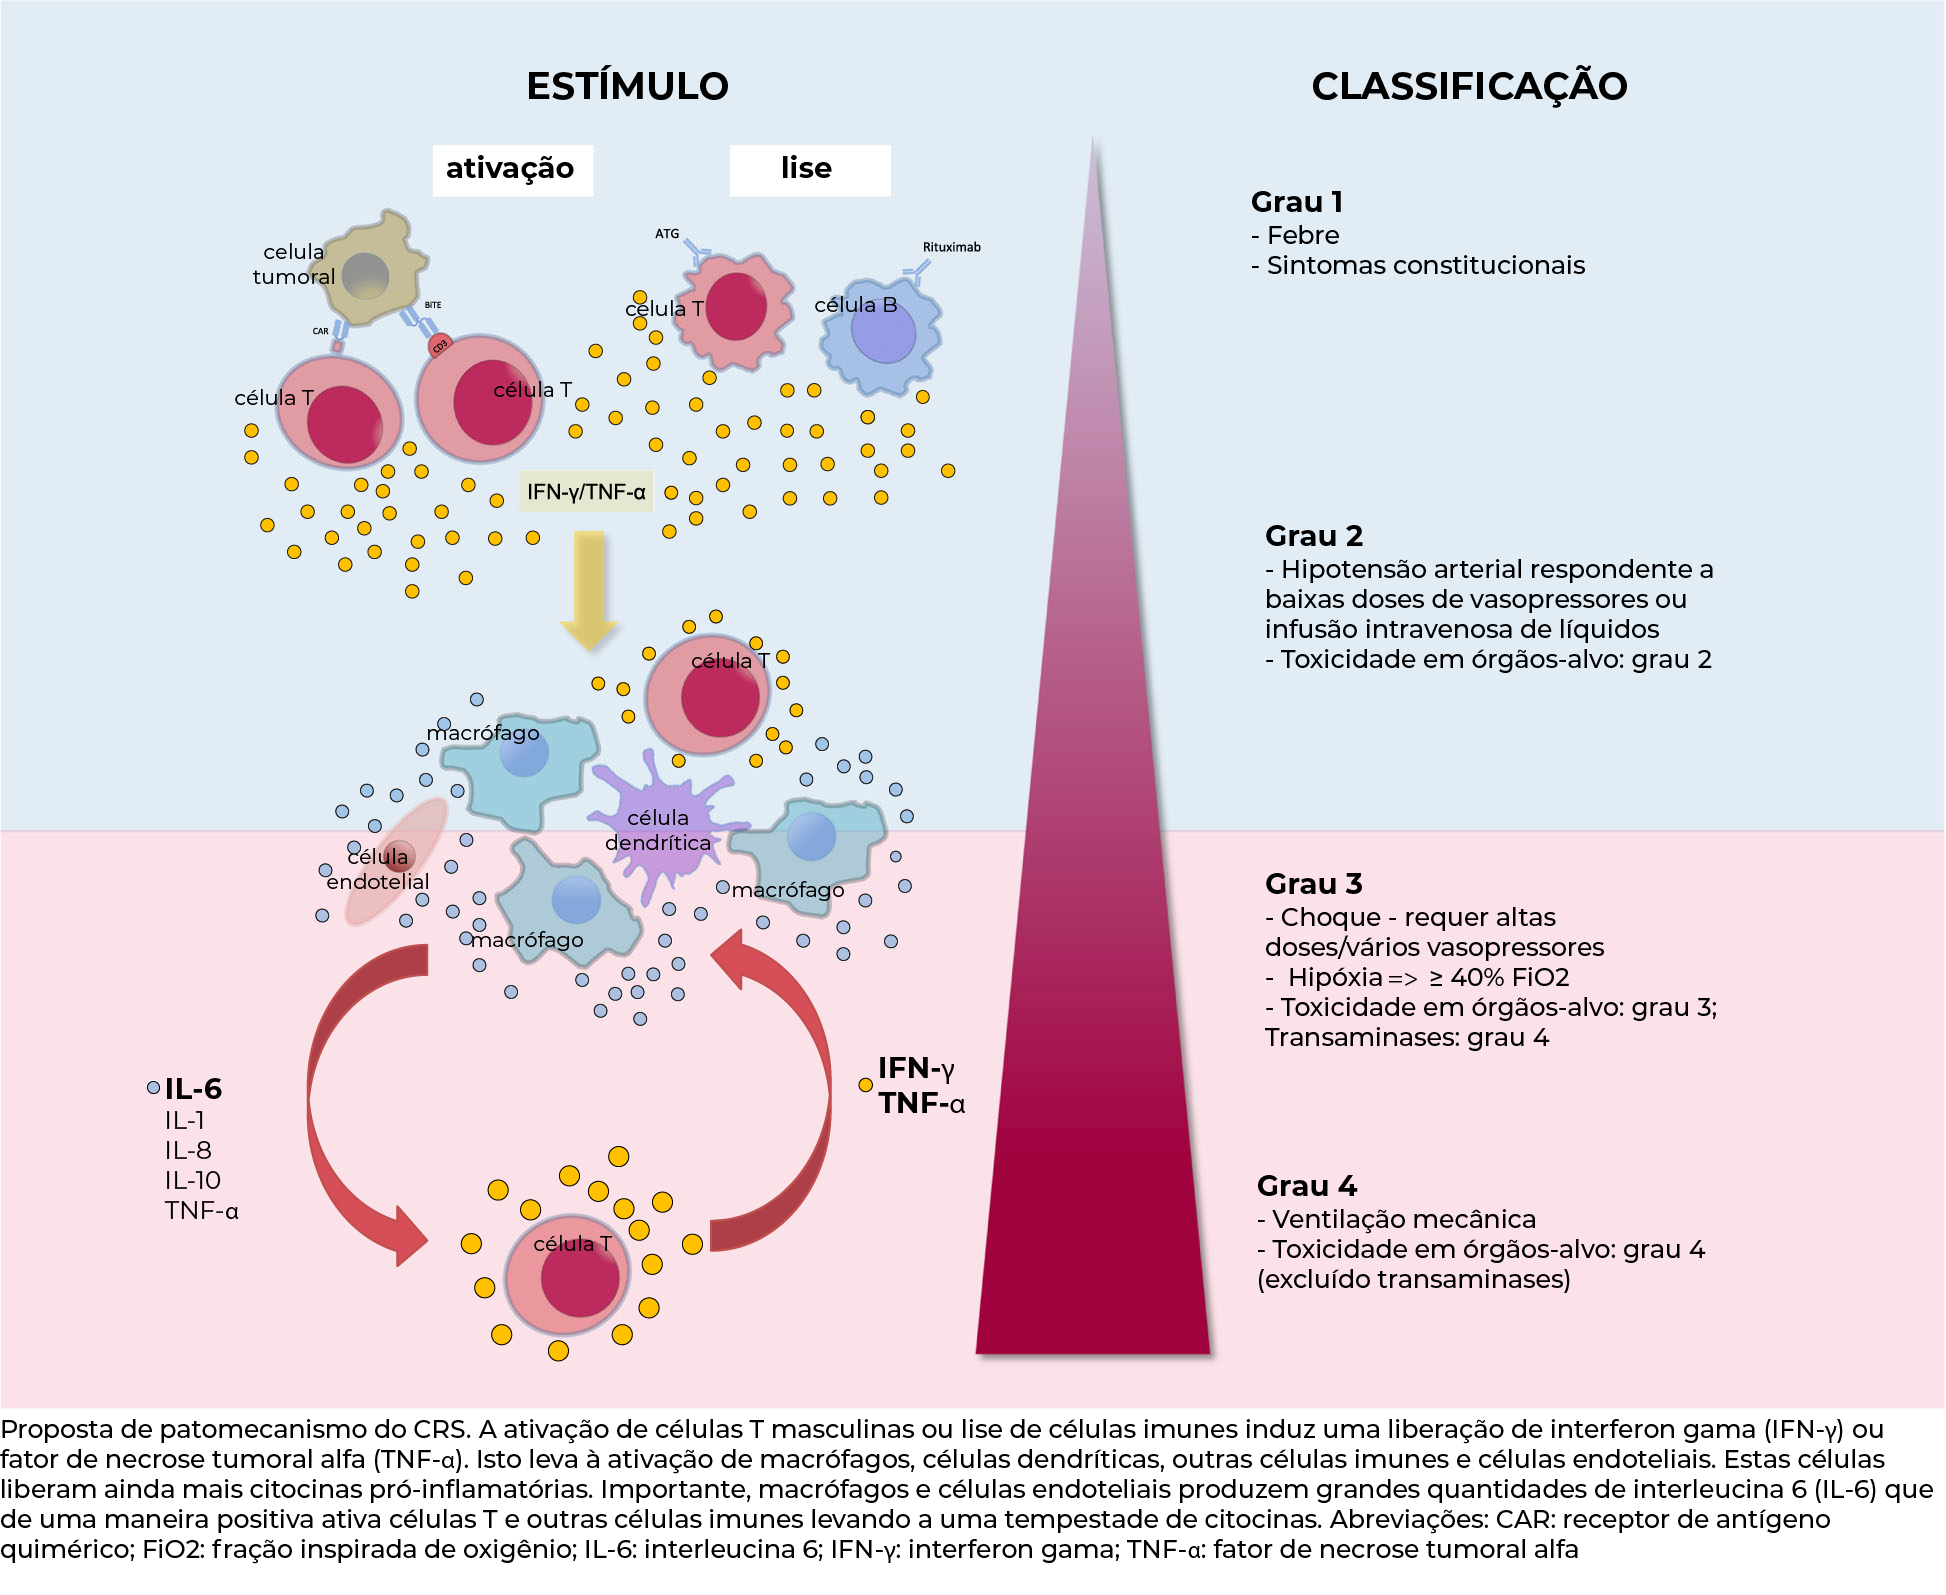 ESTÍMULO
CLASSIFICAÇÃO
ativação
lise
celula
tumoral
CAR
BiTE
CD3
célula T
célula T
ATG
célula T
Rituximab
célula B
IFN-γ/TNF-α
célula T
macrófago
célula
dendrítica
célula
endotelial
macrófago
macrófago
IL-6
IL-1
IL-8
IL-10
TNF-α
IFN-γ
TNF-α
célula T
Grau 1
- Febre
- Sintomas constitucionais
Grau 2
- Hipotensão arterial respondente a
baixas doses de vasopressores ou
infusão intravenosa de líquidos
- Toxicidade em órgãos-alvo: grau 2
Grau 3
- Choque - requer altas
doses/vários vasopressores
- Hipóxia => ≥ 40% FiO2
- Toxicidade em órgãos-alvo: grau 3;
Transaminases: grau 4
Grau 4
- Ventilação mecânica
- Toxicidade em órgãos-alvo: grau 4
(excluído transaminases)
Proposta de patomecanismo do CRS. A ativação de células T masculinas ou lise de células imunes induz uma liberação de interferon gama (IFN-γ) ou
fator de necrose tumoral alfa (TNF-α). Isto leva à ativação de macrófagos, células dendríticas, outras células imunes e células endoteliais. Estas células
liberam ainda mais citocinas pró-inflamatórias. Importante, macrófagos e células endoteliais produzem grandes quantidades de interleucina 6 (IL-6) que
de uma maneira positiva ativa células T e outras células imunes levando a uma tempestade de citocinas. Abreviações: CAR: receptor de antígeno
quimérico; FiO2: fração inspirada de oxigênio; IL-6: interleucina 6; IFN-γ: interferon gama; TNF-α: fator de necrose tumoral alfa